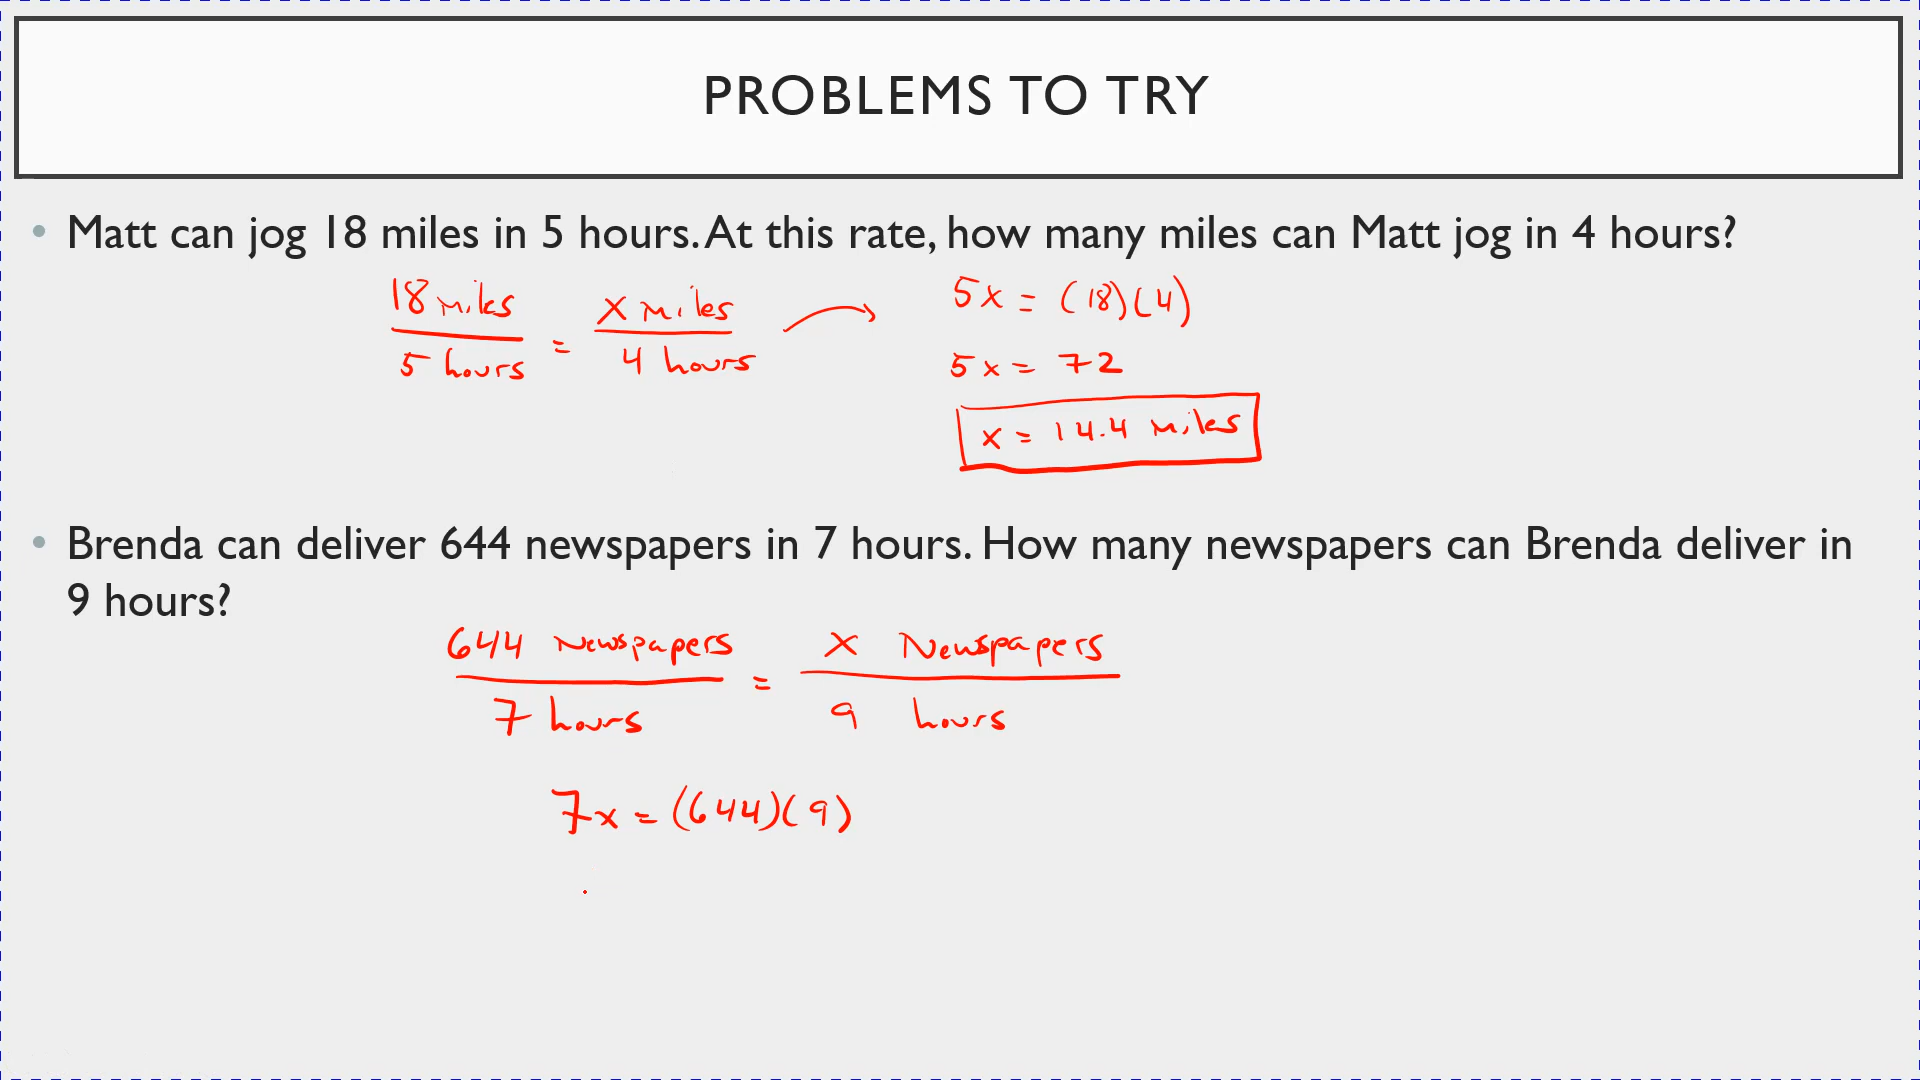 PROBLEMS TO TRY
• Matt can jog 18 miles in 5 hours. At this rate, how many miles can Matt jog in 4 hours?
18 miles / 5 hours = x miles / 4 hours
5x = (18)(4)
5x = 72
x = 14.4 miles
• Brenda can deliver 644 newspapers in 7 hours. How many newspapers can Brenda deliver in
9 hours?
644 Newspapers / 7 hours = x Newspapers / 9 hours
7x = (644)(9)